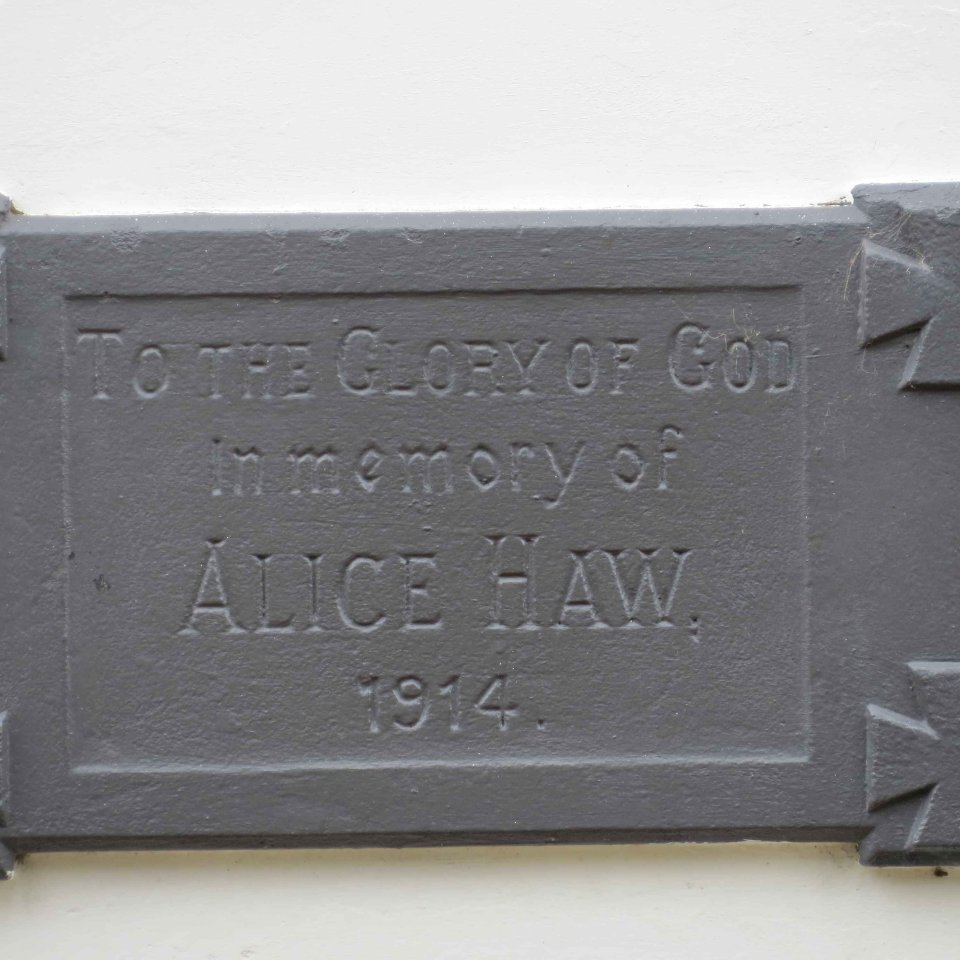 To the Glory of God
in memory of
Alice Haw,
1914.